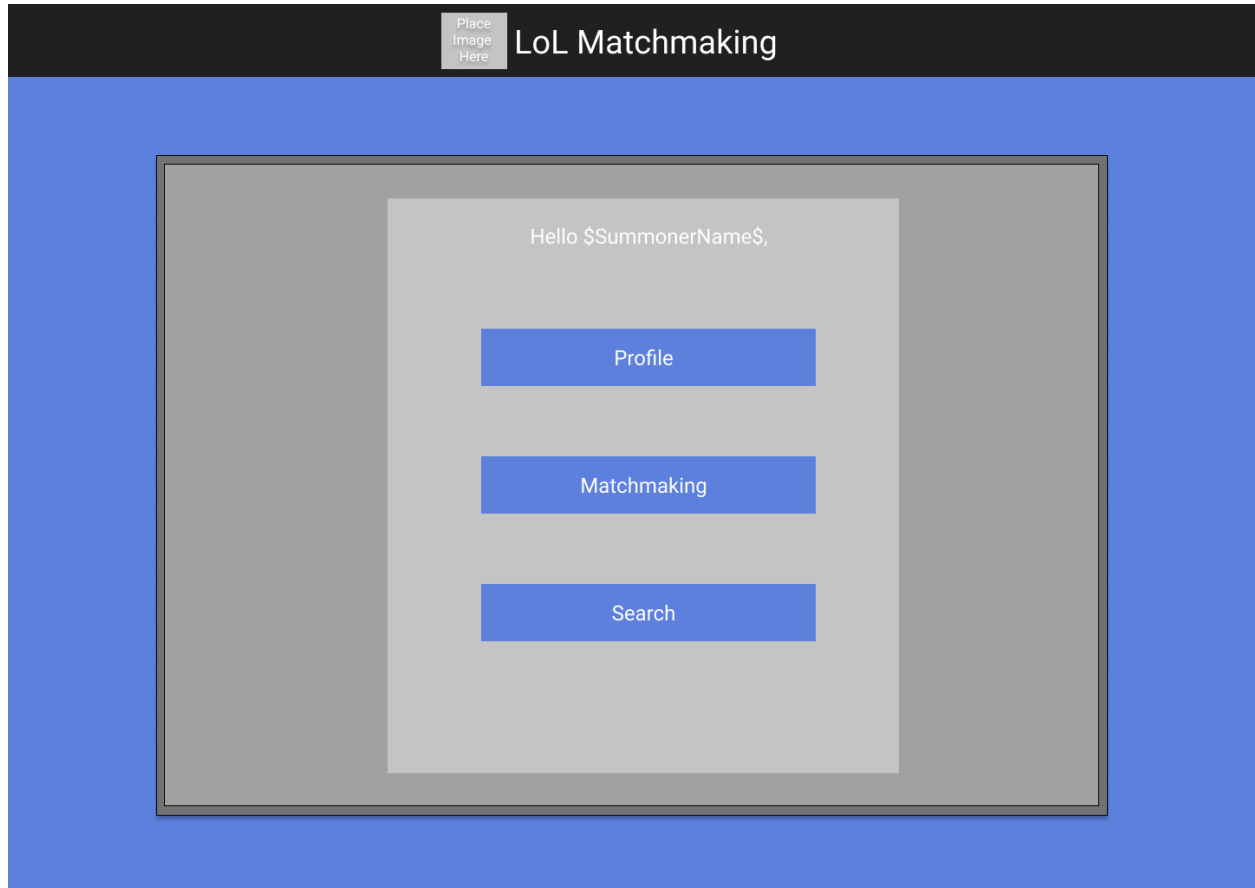 Place
Image
Here
LoL Matchmaking
Hello $SummonerName$,
Profile
Matchmaking
Search